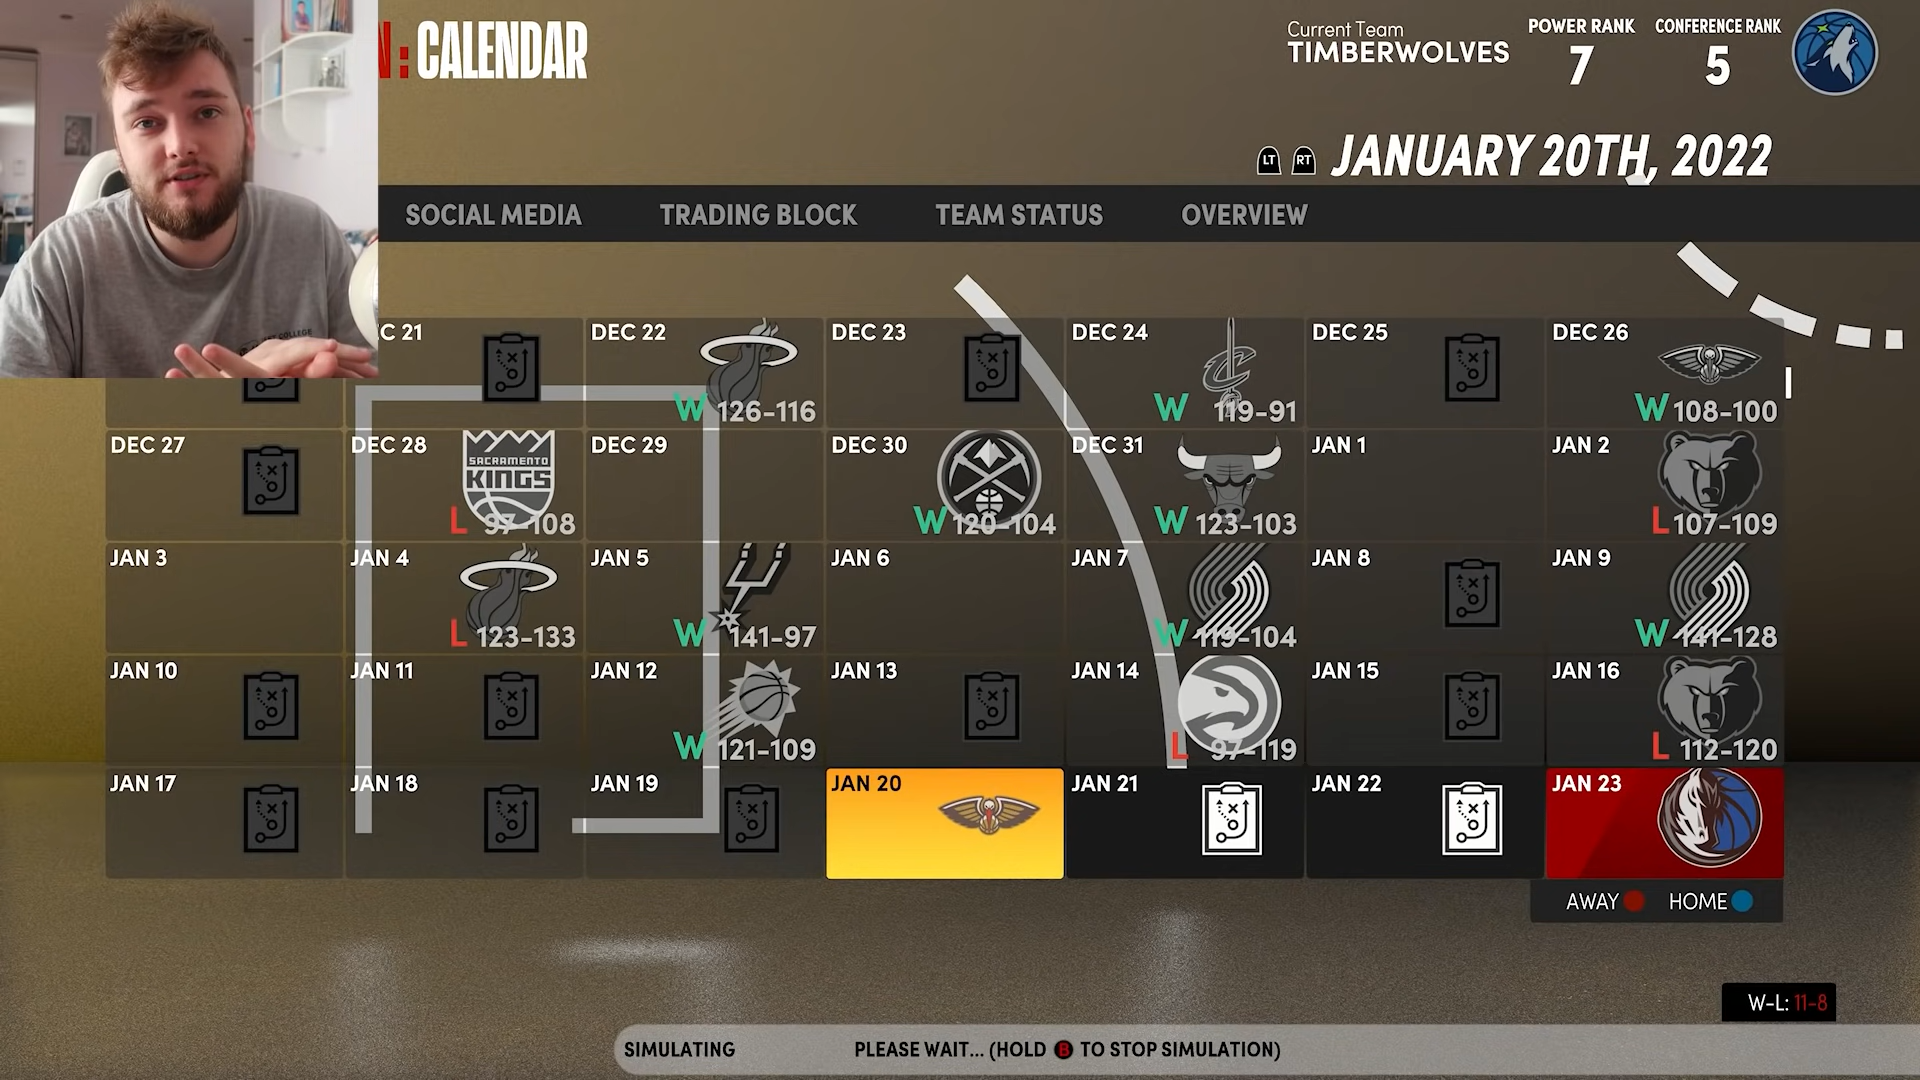 N: CALENDAR
Current Team
TIMBERWOLVES
POWER RANK
7
CONFERENCE RANK
5
LT RT JANUARY 20TH, 2022
SOCIAL MEDIA TRADING BLOCK TEAM STATUS OVERVIEW
C 21 DEC 22 DEC 23 DEC 24 DEC 25 DEC 26
W 126-116 W 119-91 W 108-100
DEC 27 DEC 28 DEC 29 DEC 30 DEC 31 JAN 1 JAN 2
SACRAMENTO
KINGS
L 97-108 W 120-104 W 123-103 L 107-109
JAN 3 JAN 4 JAN 5 JAN 6 JAN 7 JAN 8 JAN 9
L 123-133 W 141-97 W 119-104 W 141-128
JAN 10 JAN 11 JAN 12 JAN 13 JAN 14 JAN 15 JAN 16
W 121-109 L 97-119 L 112-120
JAN 17 JAN 18 JAN 19 JAN 20 JAN 21 JAN 22 JAN 23
AWAY HOME
W-L: 11-8
SIMULATING PLEASE WAIT... (HOLD B TO STOP SIMULATION)